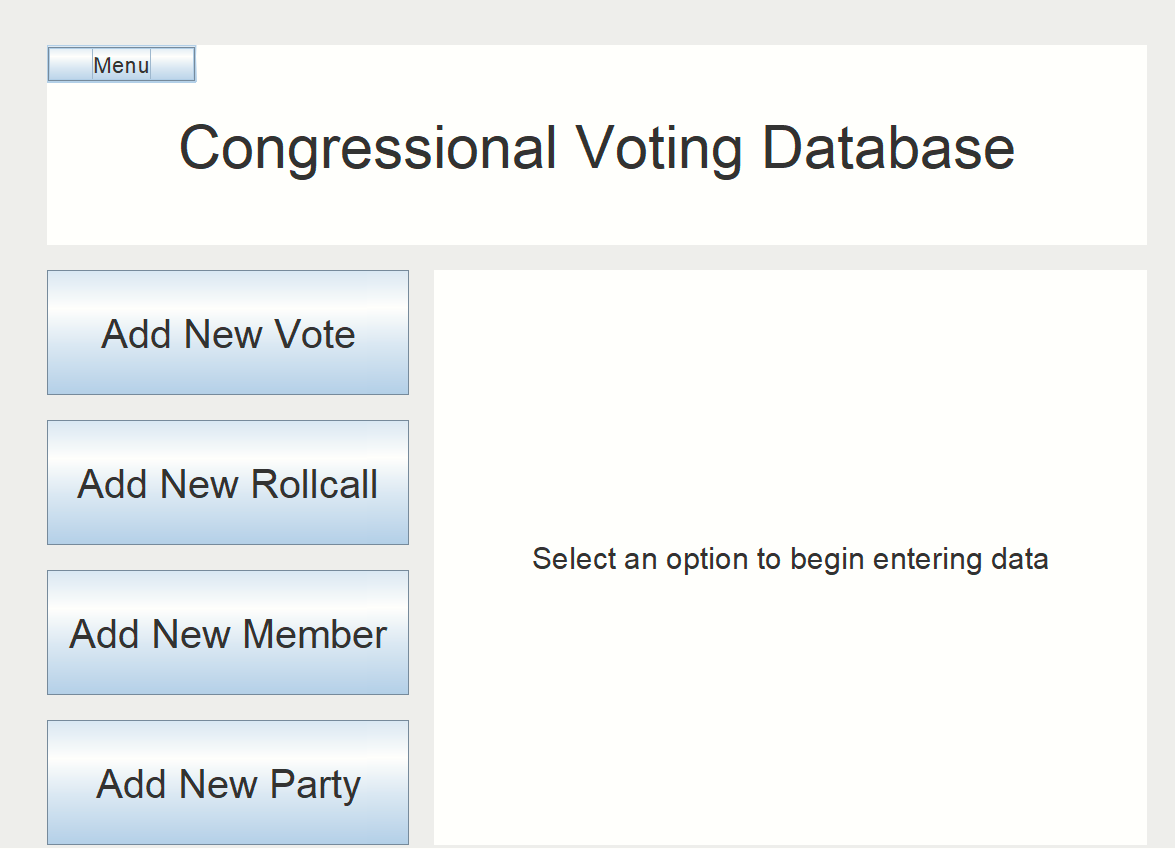 Menu
Congressional Voting Database
Add New Vote
Add New Rollcall
Add New Member
Add New Party
Select an option to begin entering data